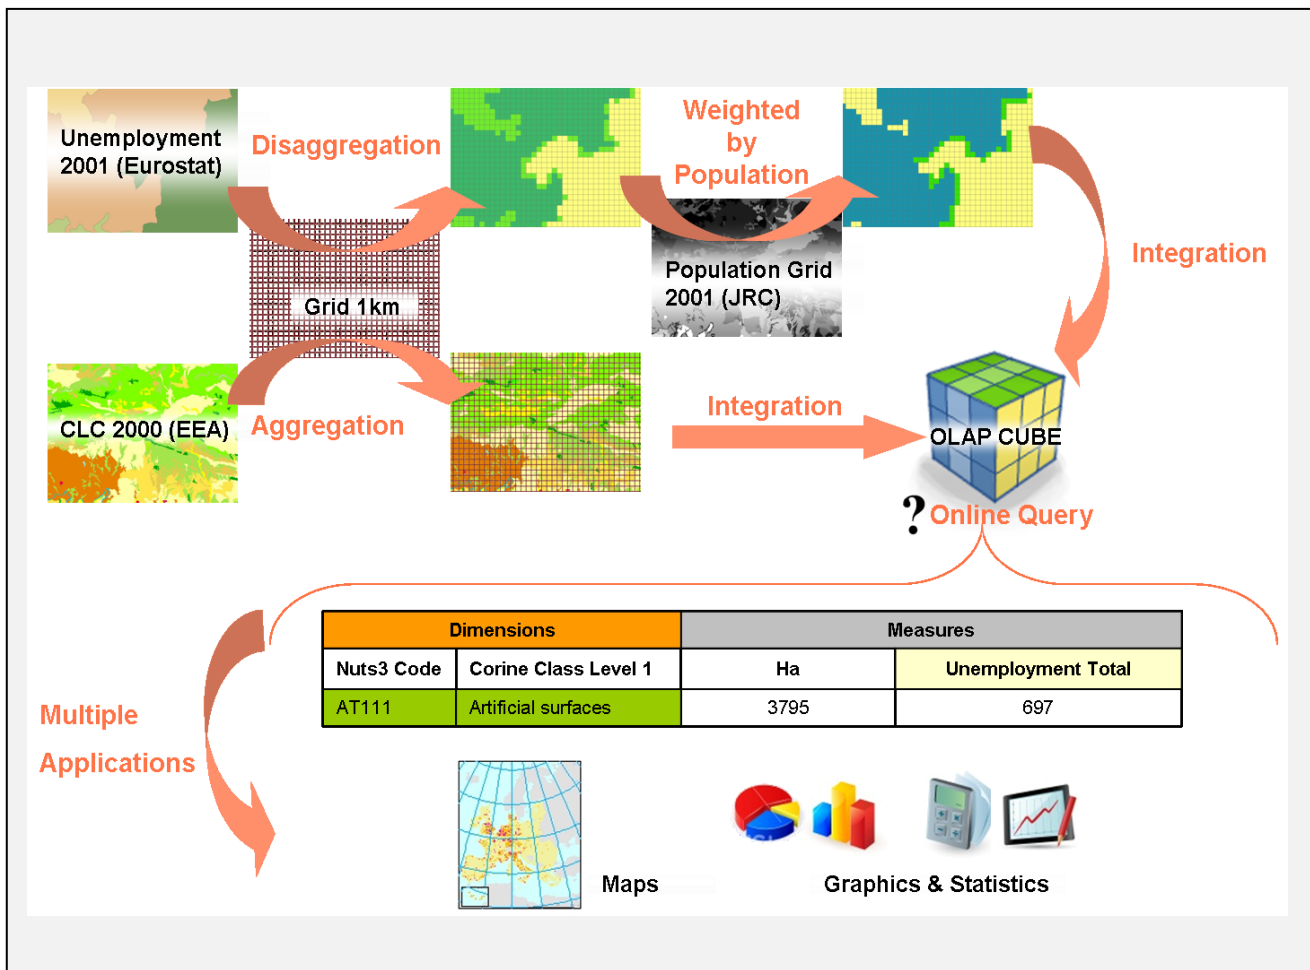 Unemployment
2001 (Eurostat)
Disaggregation
Weighted
by
Population
Integration
Grid 1km
Population Grid
2001 (JRC)
CLC 2000 (EEA)
Aggregation
Integration
OLAP CUBE
? Online Query
Dimensions Measures
Nuts3 Code Corine Class Level 1 Ha Unemployment Total
AT111 Artificial surfaces 3795 697
Multiple
Applications
Maps
Graphics & Statistics